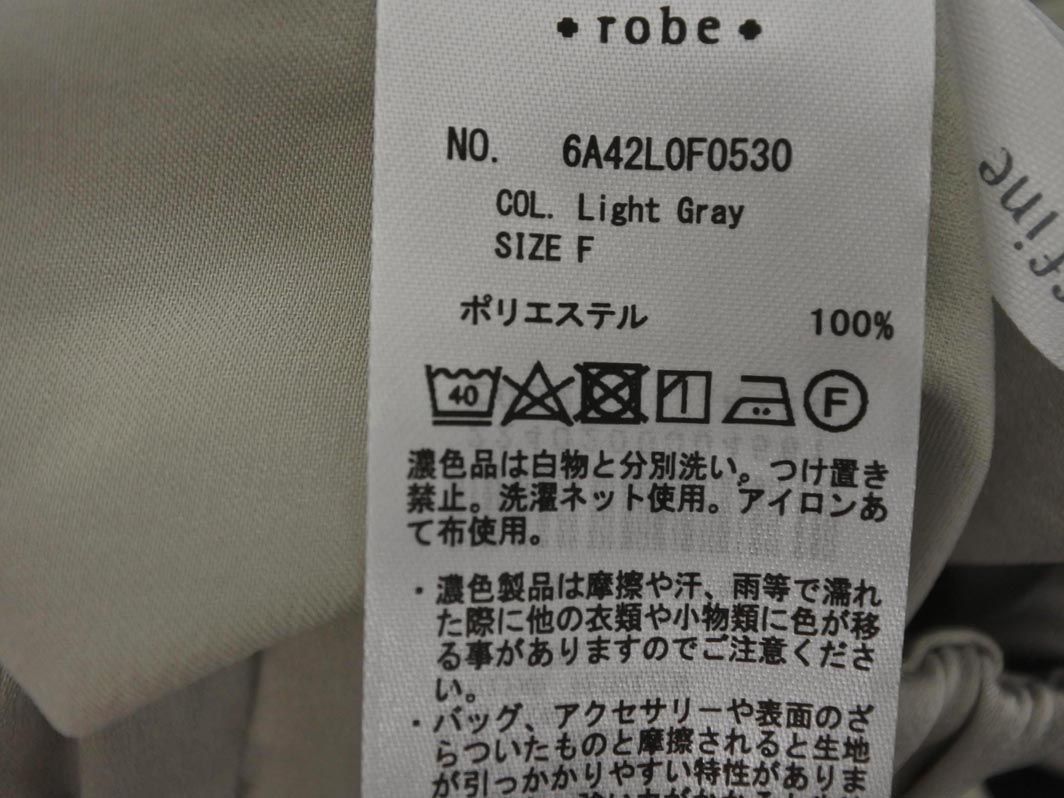 robe
NO. 6A42L0F0530
COL. Light Gray
SIZE F
ポリエステル 100%
40
F
濃色品は白物と分別洗い。つけ置き
禁止。洗濯ネット使用。アイロンあ
て布使用。
・濃色製品は摩擦や汗、雨等で濡れ
た際に他の衣類や小物類に色が移
る事がありますのでご注意くださ
い。
・バッグ、アクセサリーや表面のざ
らついたものと摩擦されると生地
が引っかかりやすい特性がありま
fine